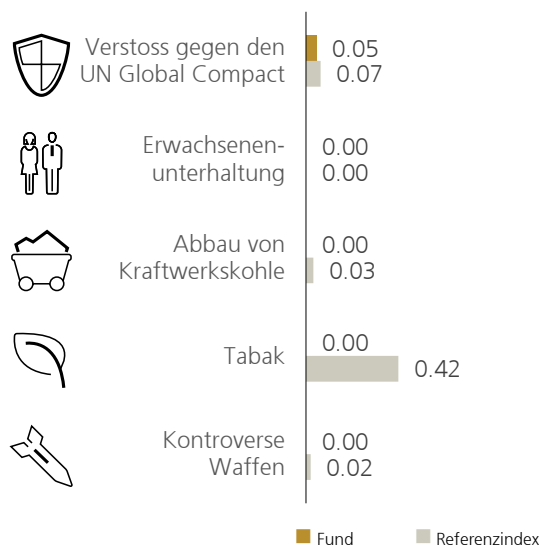 Verstoss gegen den 0.05
UN Global Compact 0.07
Erwachsenen- 0.00
unterhaltung 0.00
Abbau von 0.00
Kraftwerkskohle 0.03
0.00
Tabak
0.42
Kontroverse 0.00
Waffen 0.02
Fund Referenzindex